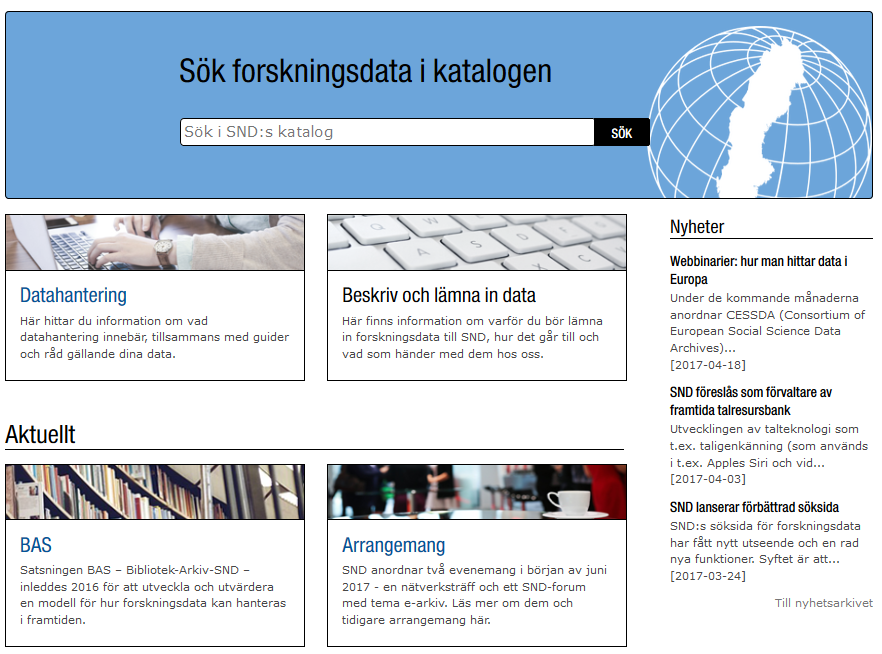 Sök forskningsdata i katalogen
Sök i SND:s katalog
SÖK
Datahantering
Här hittar du information om vad
datahantering innebär, tillsammans med guider
och råd gällande dina data.
Beskriv och lämna in data
Här finns information om varför du bör lämna
in forskningsdata till SND, hur det går till och
vad som händer med dem hos oss.
Aktuellt
BAS
Satsningen BAS – Bibliotek-Arkiv-SND –
inleddes 2016 för att utveckla och utvärdera
en modell för hur forskningsdata kan hanteras
i framtiden.
Arrangemang
SND anordnar två evenemang i början av juni
2017 - en nätverksträff och ett SND-forum
med tema e-arkiv. Läs mer om dem och
tidigare arrangemang här.
Nyheter
Webbinarier: hur man hittar data i
Europa
Under de kommande månaderna
anordnar CESSDA (Consortium of
European Social Science Data
Archives)...
[2017-04-18]
SND föreslås som förvaltare av
framtida talresursbank
Utvecklingen av talteknologi som
t.ex. taligenkänning (som används
i t.ex. Apples Siri och vid...
[2017-04-03]
SND lanserar förbättrad söksida
SND:s söksida för forskningsdata
har fått nytt utseende och en rad
nya funktioner. Syftet är att...
[2017-03-24]
Till nyhetsarkivet